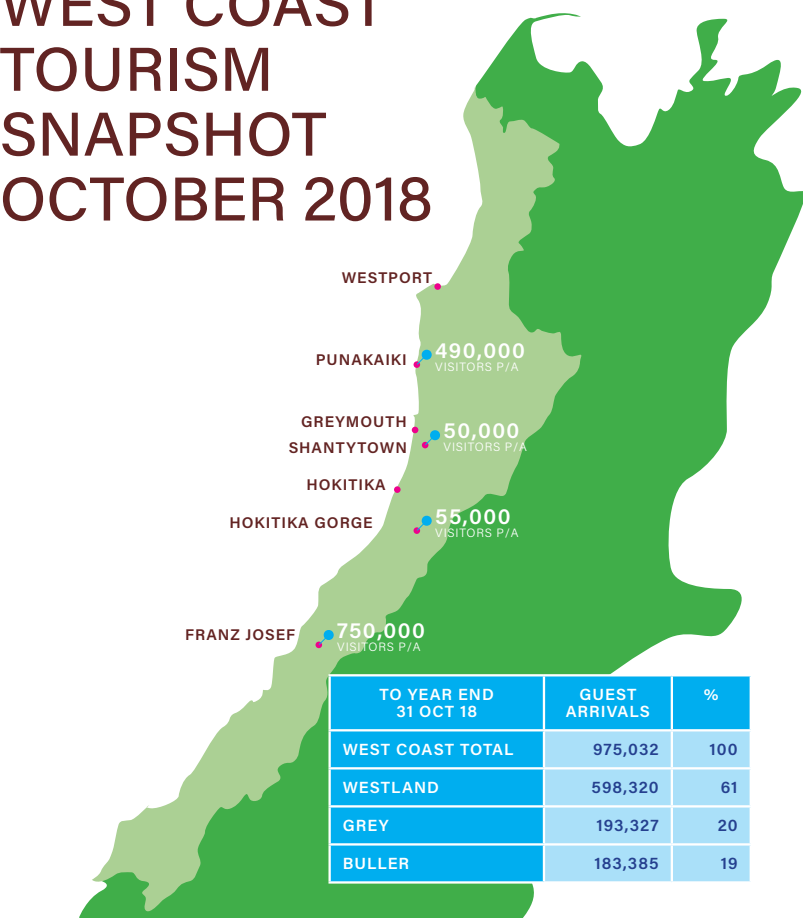 WEST COAST
TOURISM
SNAPSHOT
OCTOBER 2018
WESTPORT
PUNAKAIKI
490,000
VISITORS P/A
GREYMOUTH
SHANTYTOWN
50,000
VISITORS P/A
HOKITIKA
HOKITIKA GORGE
55,000
VISITORS P/A
FRANZ JOSEF
750,000
VISITORS P/A
TO YEAR END
31 OCT 18
GUEST
ARRIVALS
%
WEST COAST TOTAL 975,032 100
WESTLAND 598,320 61
GREY 193,327 20
BULLER 183,385 19